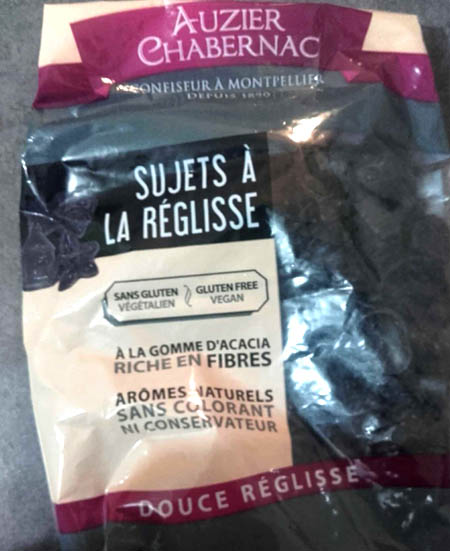 AUZIER
CHABERNAC
CONFISEUR À MONTPELLIER
DEPUIS 1890
SUJETS À
LA RÉGLISSE
SANS GLUTEN GLUTEN FREE
VÉGÉTALIEN VEGAN
À LA GOMME D'ACACIA
RICHE EN FIBRES
ARÔMES NATURELS
SANS COLORANT
NI CONSERVATEUR
DOUCE RÉGLISSE